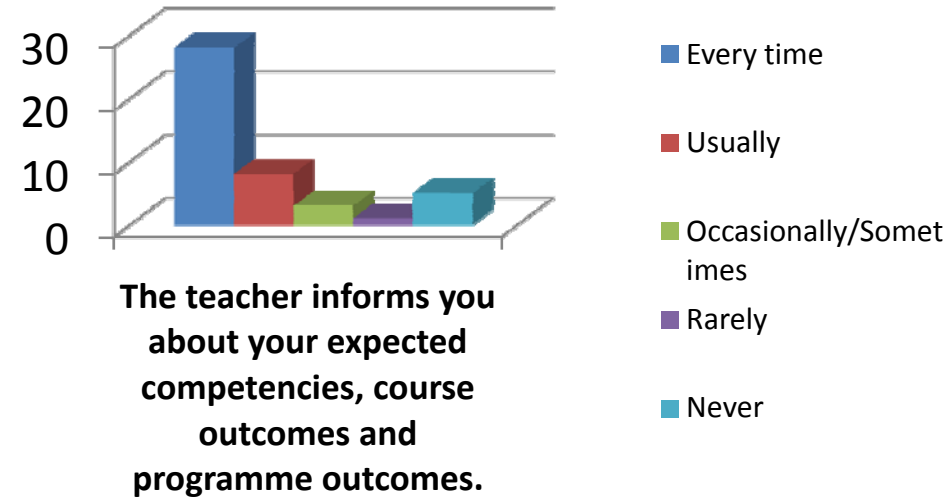 30
20
10
0
The teacher informs you
about your expected
competencies, course
outcomes and
programme outcomes.
Every time
Usually
Occasionally/Somet
imes
Rarely
Never